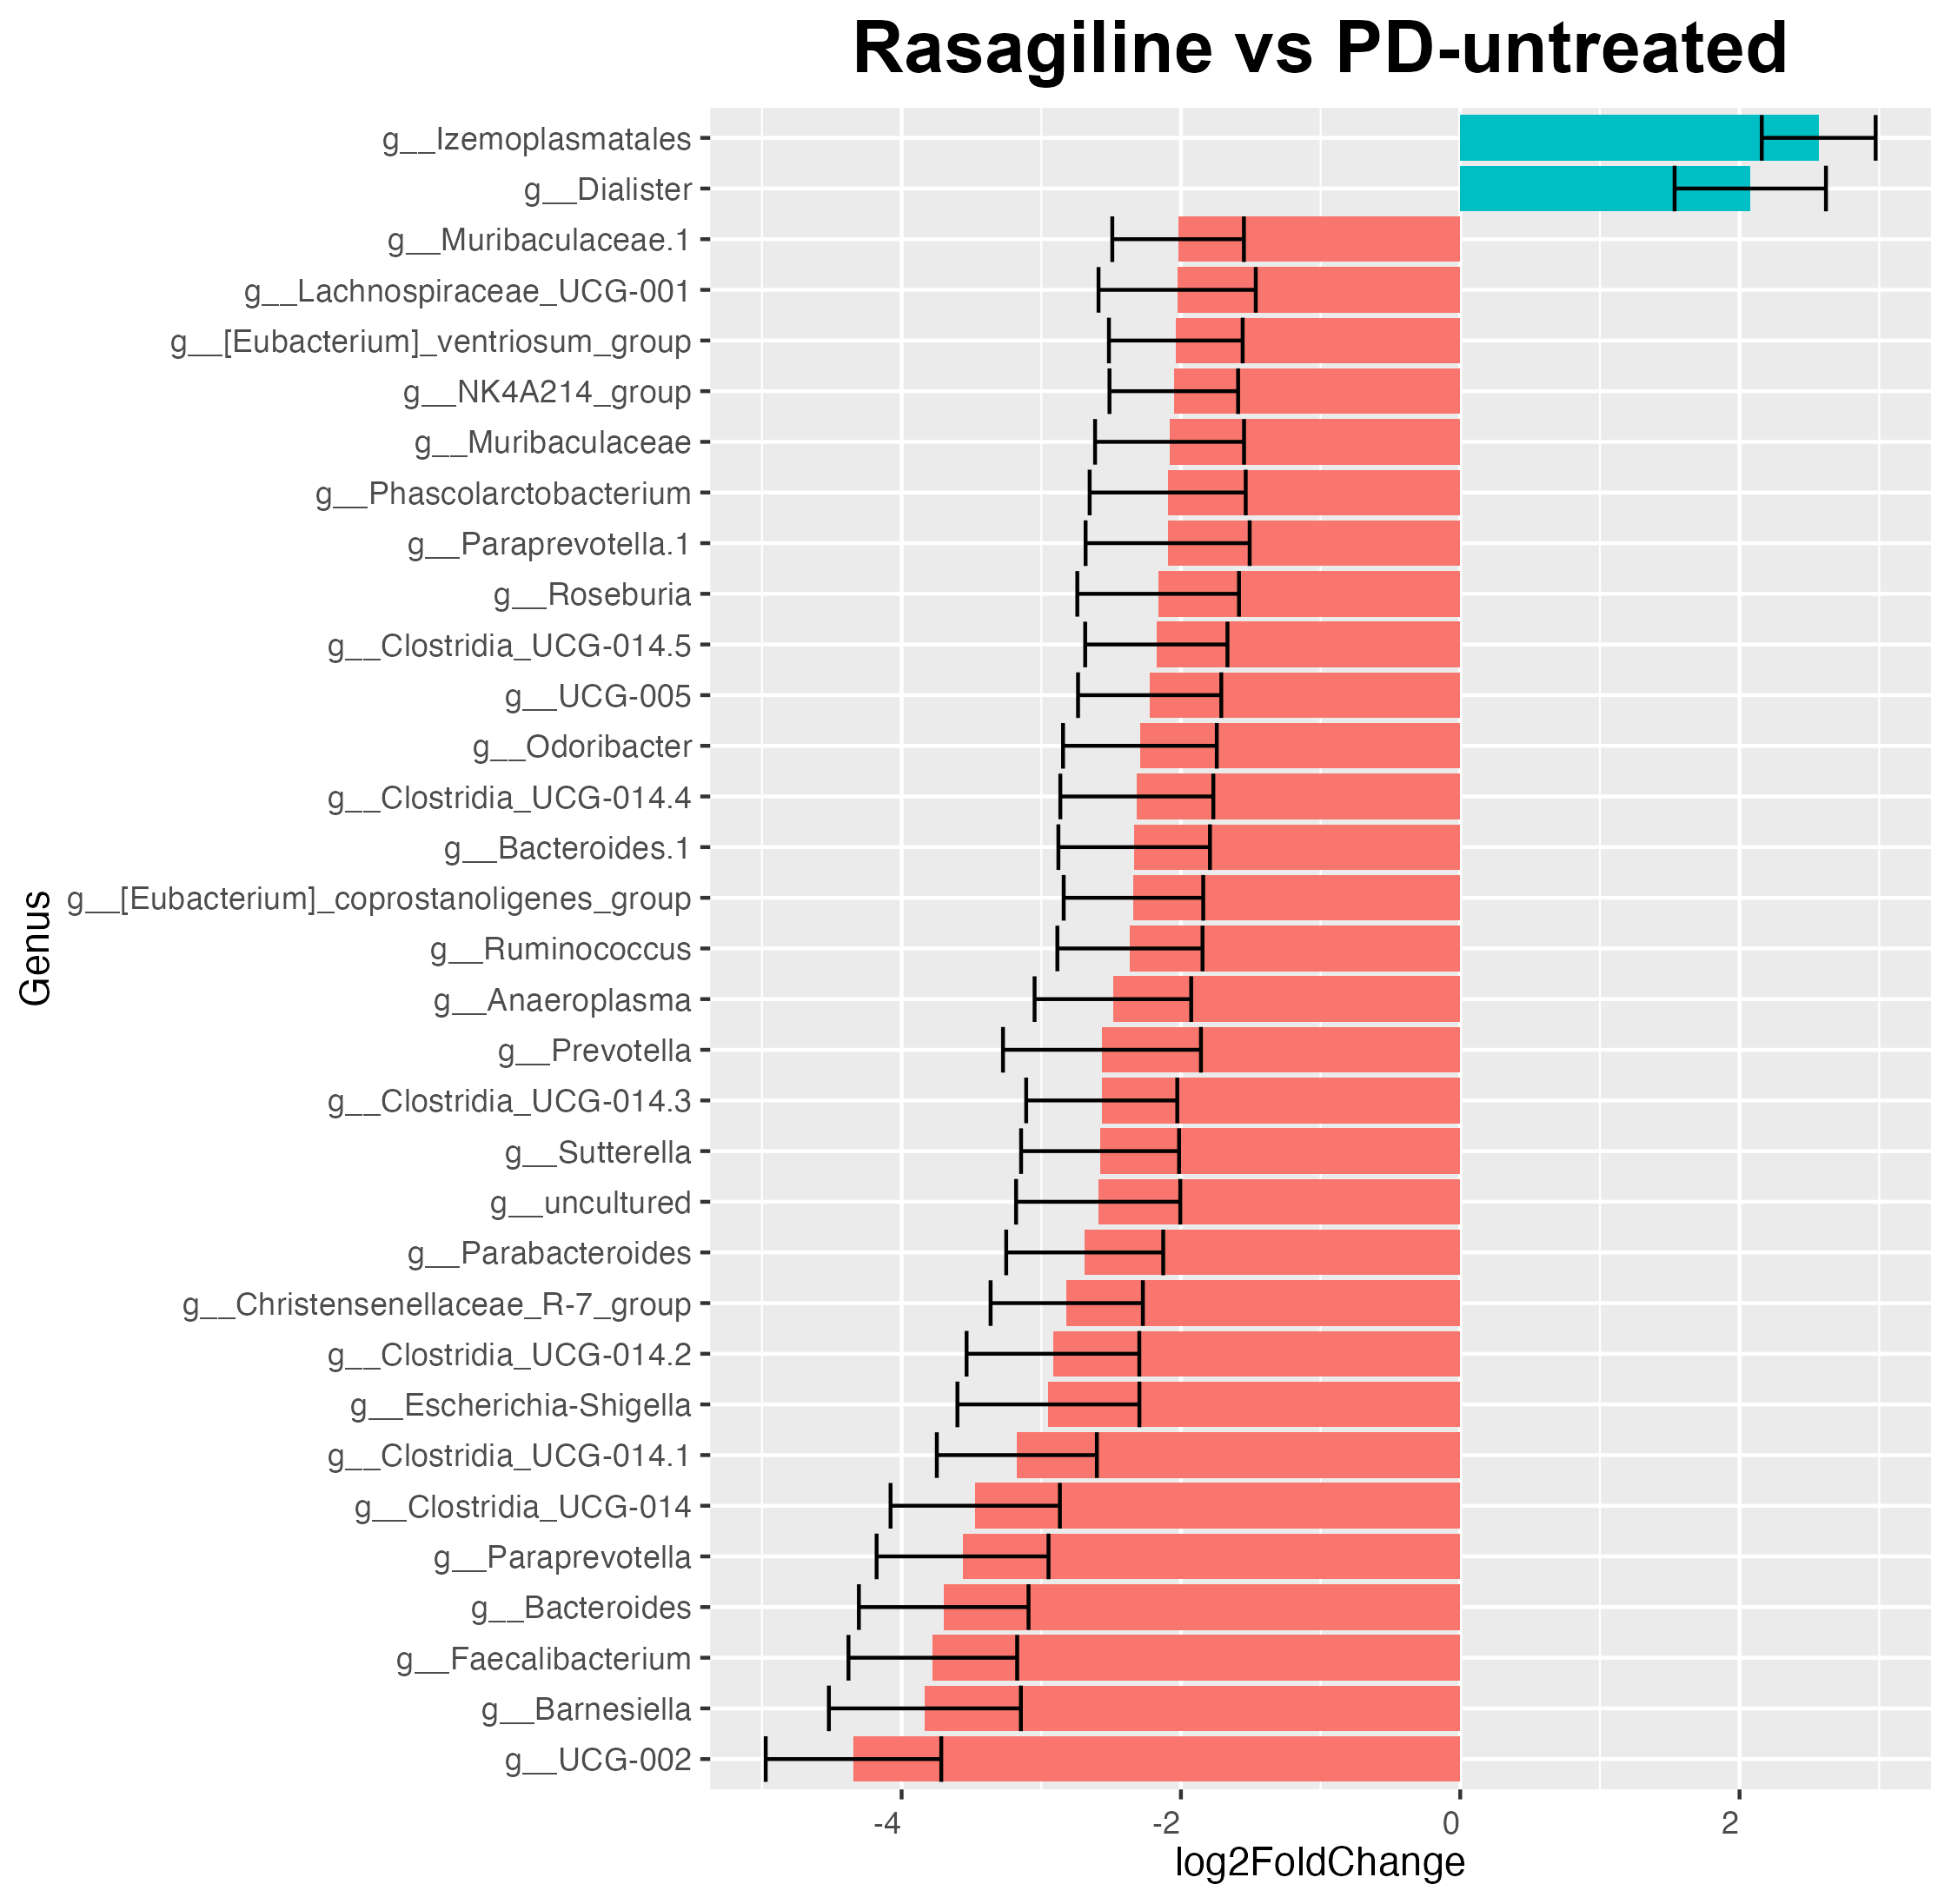 Rasagiline vs PD-untreated
Genus
g__Izemoplasmatales
g__Dialister
g__Muribaculaceae.1
g__Lachnospiraceae_UCG-001
g__[Eubacterium]_ventriosum_group
g__NK4A214_group
g__Muribaculaceae
g__Phascolarctobacterium
g__Paraprevotella.1
g__Roseburia
g__Clostridia_UCG-014.5
g__UCG-005
g__Odoribacter
g__Clostridia_UCG-014.4
g__Bacteroides.1
g__[Eubacterium]_coprostanoligenes_group
g__Ruminococcus
g__Anaeroplasma
g__Prevotella
g__Clostridia_UCG-014.3
g__Sutterella
g__uncultured
g__Parabacteroides
g__Christensenellaceae_R-7_group
g__Clostridia_UCG-014.2
g__Escherichia-Shigella
g__Clostridia_UCG-014.1
g__Clostridia_UCG-014
g__Paraprevotella
g__Bacteroides
g__Faecalibacterium
g__Barnesiella
g__UCG-002
-4 -2 0 2
log2FoldChange